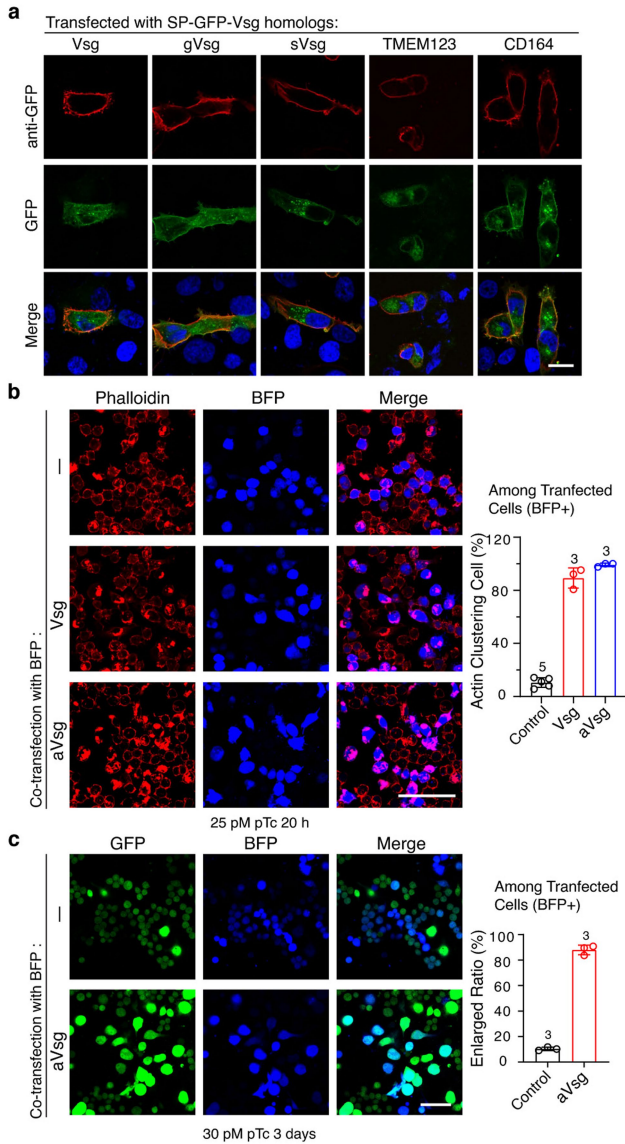 a
Transfected with SP-GFP-Vsg homologs:
Vsg gVsg sVsg TMEM123 CD164
anti-GFP
GFP
Merge
b
Phalloidin BFP Merge
Co-transfection with BFP :
—
Vsg
aVsg
25 pM pTc 20 h
Among Tranfected
Cells (BFP+)
Actin Clustering Cell (%)
120
80
40
0
5 3 3
Control Vsg aVsg
c
GFP BFP Merge
Co-transfection with BFP :
—
aVsg
30 pM pTc 3 days
Among Tranfected
Cells (BFP+)
Enlarged Ratio (%)
100
80
60
40
20
0
3 3
Control aVsg